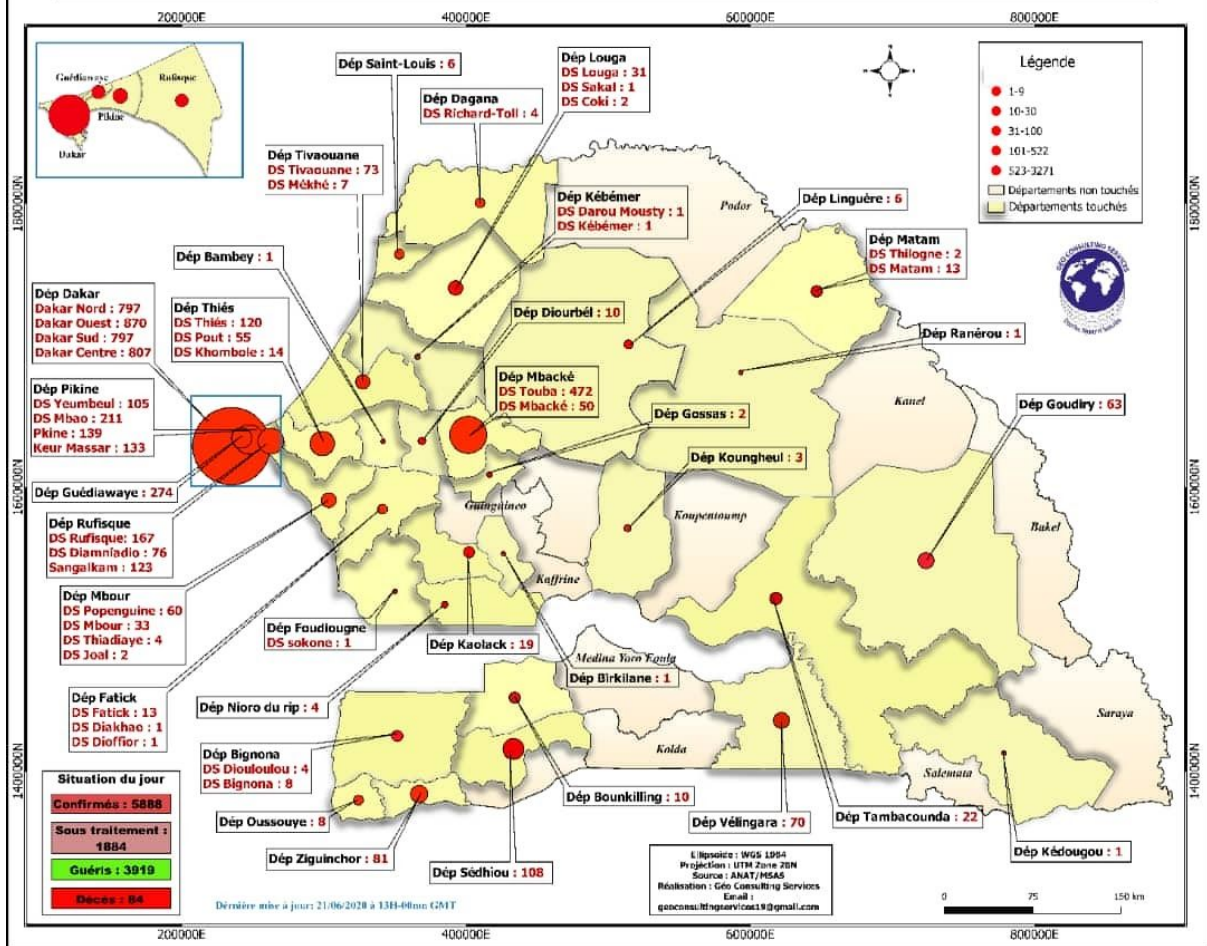 200000E
400000E
600000E
800000E
1800000N
1600000N
1400000N
Guédiawaye
Rufisque
Pikine
Dakar
Dép Saint-Louis : 6
Dép Dagana
DS Richard-Toll : 4
Dép Louga
DS Louga : 31
DS Sakal : 1
DS Coki : 2
Légende
1-9
10-30
31-100
101-522
523-3271
Départements non touchés
Départements touchés
Dép Tivaouane
DS Tivaouane : 73
DS Mékhé : 7
Dép Kébémer
DS Darou Mousty : 1
DS Kébémer : 1
Podor
Dép Linguère : 6
Dép Matam
DS Thilogne : 2
DS Matam : 13
GEO CONSULTING SERVICES
Dép Bambey : 1
Dép Dakar
Dakar Nord : 797
Dakar Ouest : 870
Dakar Sud : 797
Dakar Centre : 807
Dép Thiés
DS Thiés : 120
DS Pout : 55
DS Khombole : 14
Dép Diourbél : 10
Dép Ranérou : 1
Dép Mbacké
DS Touba : 472
DS Mbacké : 50
Kanel
Dép Pikine
DS Yeumbeul : 105
DS Mbao : 211
Pkine : 139
Keur Massar : 133
Dép Gossas : 2
Dép Goudiry : 63
Dép Koungheul : 3
Dép Guédiawaye : 274
Guinguineo
Koupentoump
Bakel
Dép Rufisque
DS Rufisque: 167
DS Diamniadio : 76
Sangalkam : 123
Kaffrine
Dép Mbour
DS Popenguine : 60
DS Mbour : 33
DS Thiadiaye : 4
DS Joal : 2
Dép Foudiougne
DS sokone : 1
Dép Kaolack : 19
Medina Yoro Foula
Dép Birkilane : 1
Dép Fatick
DS Fatick : 13
DS Diakhao : 1
DS Dioffior : 1
Dép Nioro du rip : 4
Saraya
Dép Bignona
DS Diouloulou : 4
DS Bignona : 8
Kolda
Salemata
Situation du jour
Confirmés : 5888
Sous traitement :
1884
Guéris : 3919
Décés : 84
Dép Bounkilling : 10
Dép Oussouye : 8
Dép Vélingara : 70
Dép Tambacounda : 22
Dép Ziguinchor : 81
Dép Sédhiou : 108
Dép Kédougou : 1
Ellipsoide : WGS 1984
Projection : UTM Zone 28N
Source : ANAT/MSAS
Réalisation : Géo Consulting Services
Email :
geoconsultingservices19@gmail.com
Dérnière mise à jour: 21/06/2020 à 13H-00mn GMT
0
75
150 km
200000E
400000E
600000E
800000E